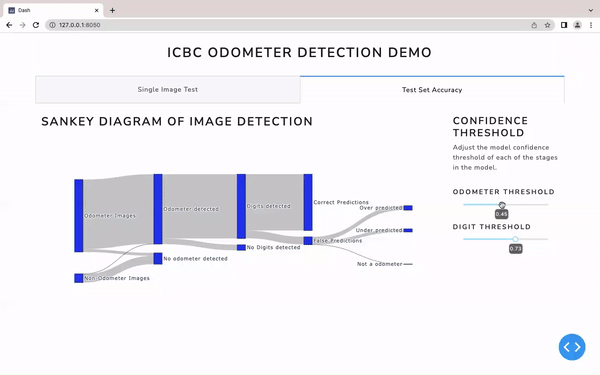 Dash
127.0.0.1:8050
ICBC ODOMETER DETECTION DEMO
Single Image Test
Test Set Accuracy
SANKEY DIAGRAM OF IMAGE DETECTION
Odometer Images
Non-Odometer Images
Odometer detected
No odometer detected
Digits detected
No Digits detected
Correct Predictions
False Predictions
Over predicted
Under predicted
Not a odometer
CONFIDENCE
THRESHOLD
Adjust the model confidence
threshold of each of the stages
in the model.
ODOMETER THRESHOLD
0.45
DIGIT THRESHOLD
0.73